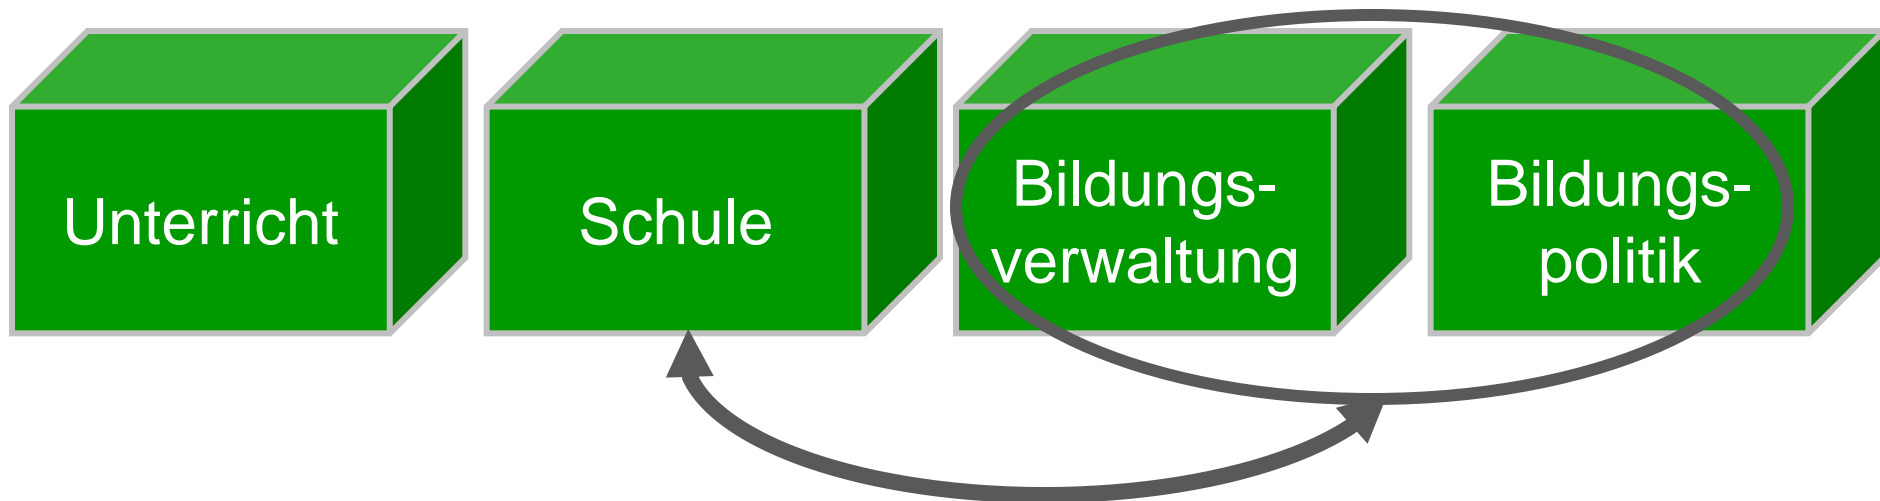 Unterricht
Schule
Bildungs-
verwaltung
Bildungs-
politik